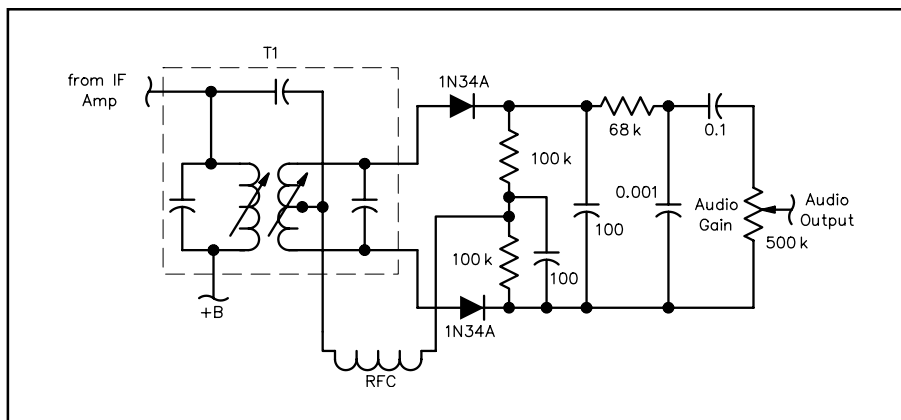 T1
from IF
Amp
1N34A
68 k
0.1
100 k
0.001
Audio
Gain
Audio
Output
100
500 k
100 k
100
+B
1N34A
RFC